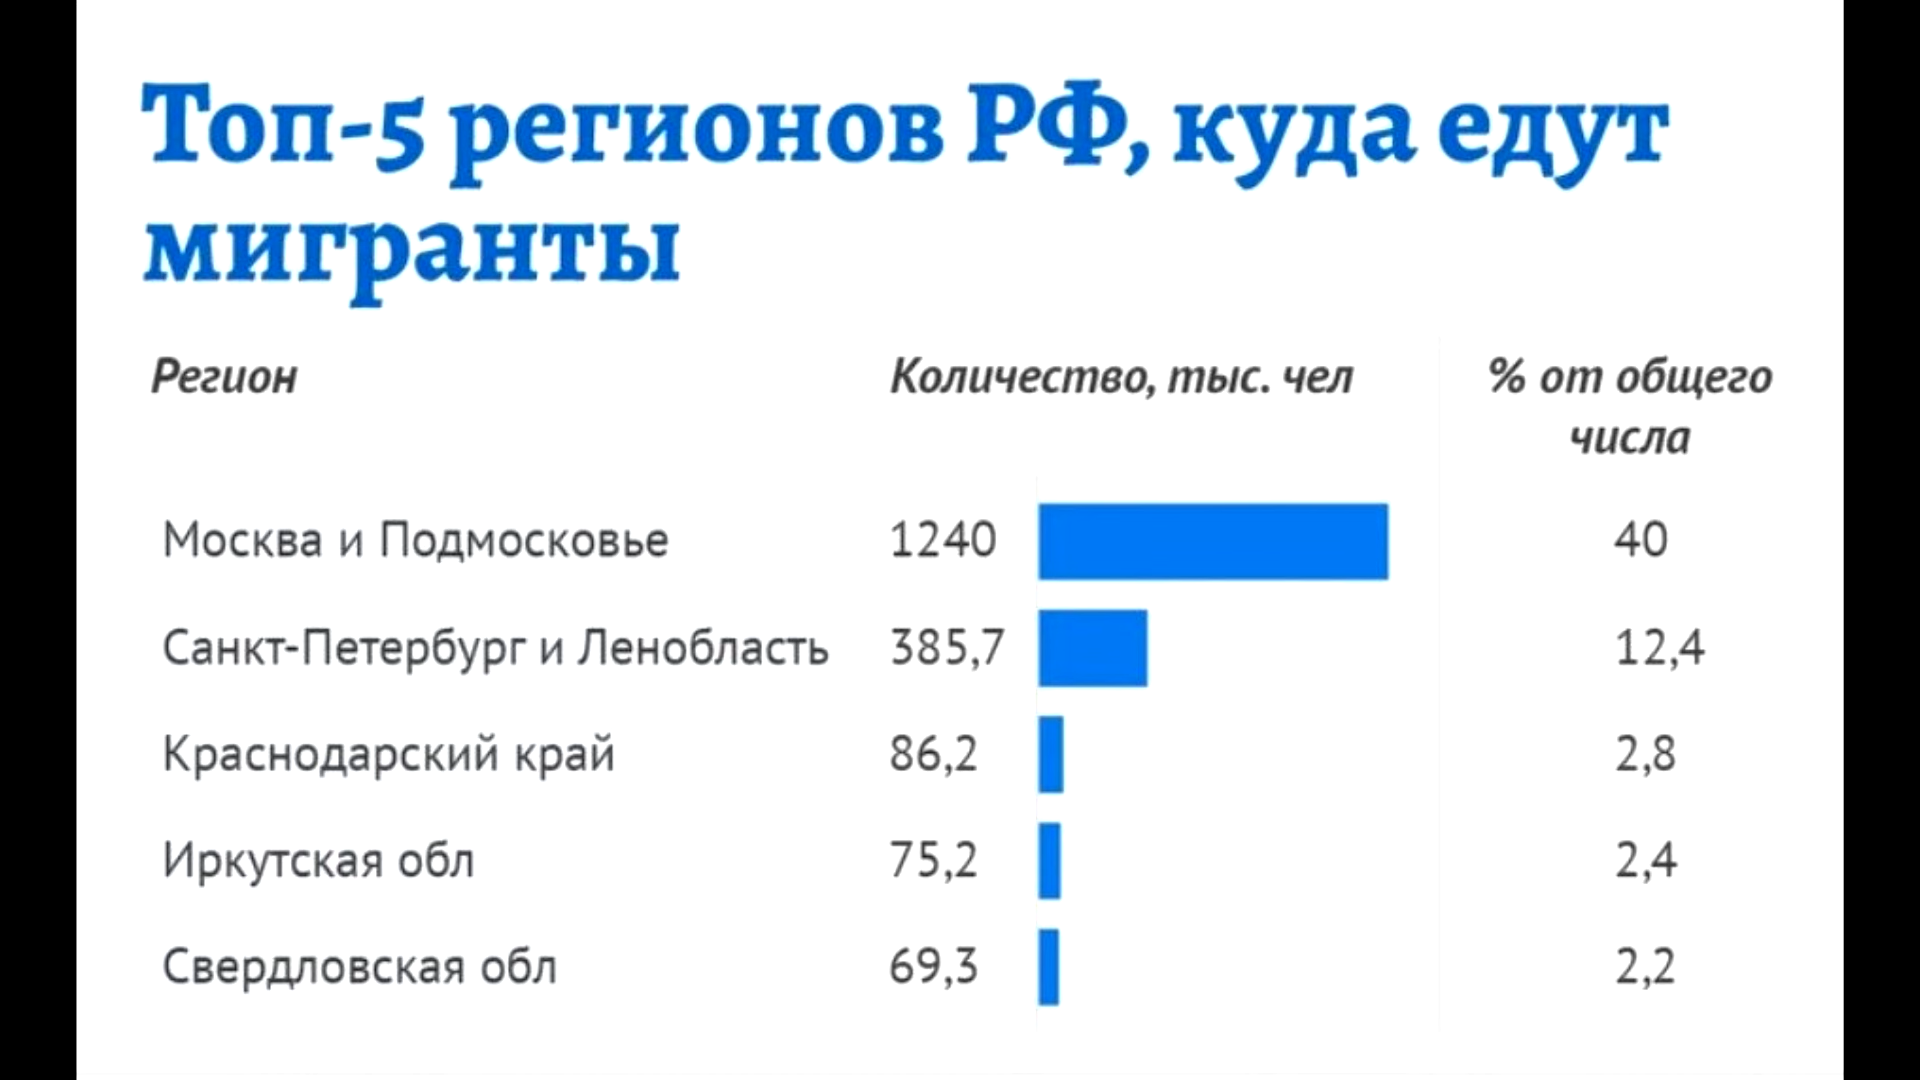 Топ-5 регионов РФ, куда едут
мигранты
Регион Количество, тыс. чел % от общего
числа
Москва и Подмосковье 1240 40
Санкт-Петербург и Ленобласть 385,7 12,4
Краснодарский край 86,2 2,8
Иркутская обл 75,2 2,4
Свердловская обл 69,3 2,2